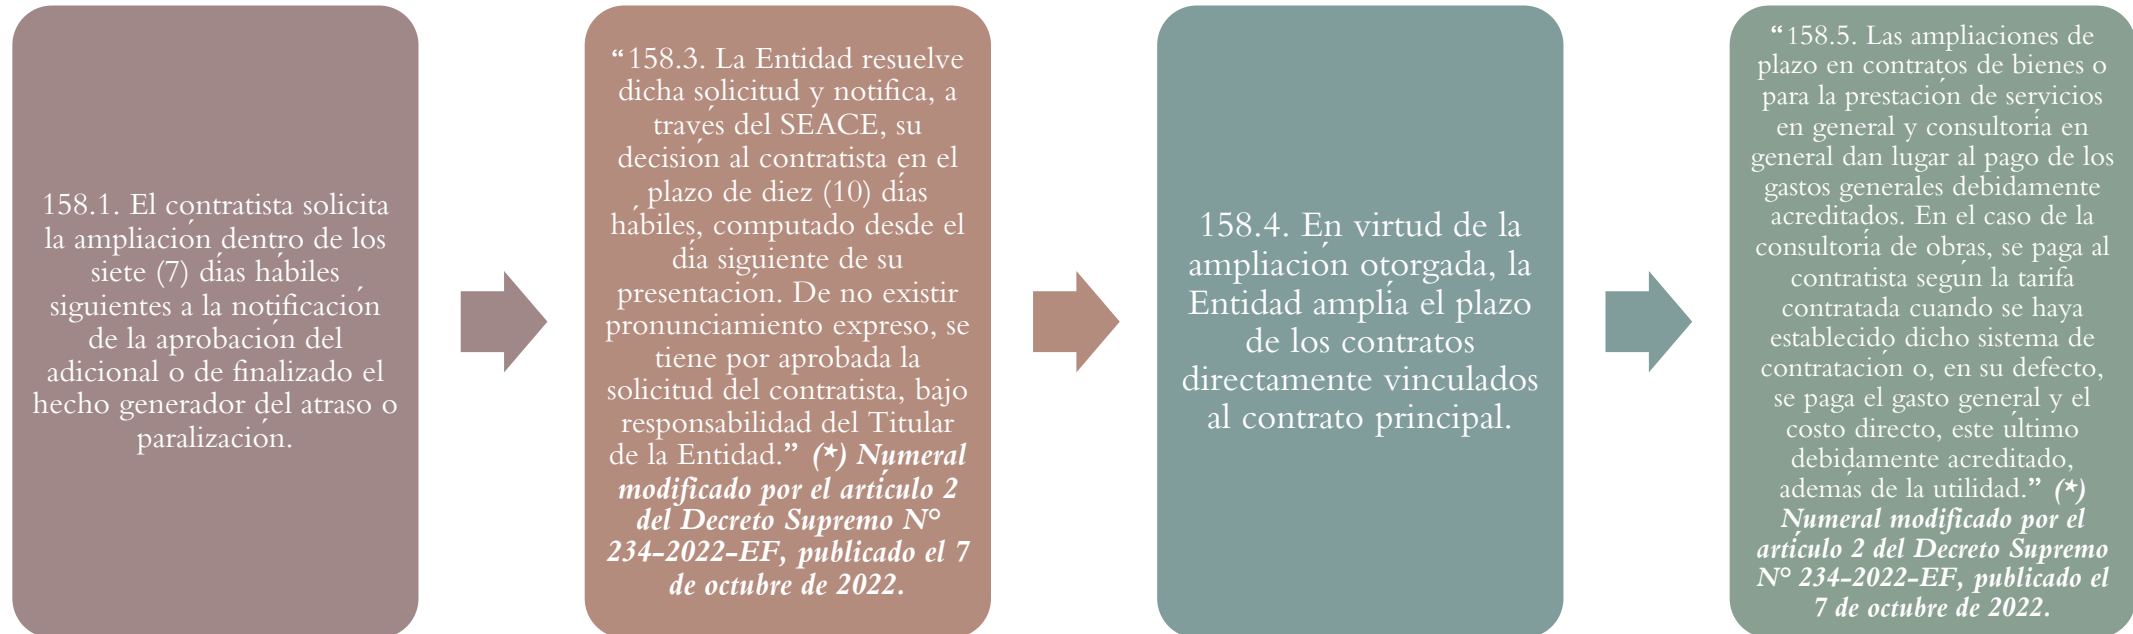 158.1. El contratista solicita
la ampliación dentro de los
siete (7) días hábiles
siguientes a la notificación
de la aprobación del
adicional o de finalizado el
hecho generador del atraso o
paralización.
“158.3. La Entidad resuelve
dicha solicitud y notifica, a
través del SEACE, su
decisión al contratista en el
plazo de diez (10) días
hábiles, computado desde el
día siguiente de su
presentación. De no existir
pronunciamiento expreso, se
tiene por aprobada la
solicitud del contratista, bajo
responsabilidad del Titular
de la Entidad.” (*) Numeral
modificado por el artículo 2
del Decreto Supremo N°
234-2022-EF, publicado el 7
de octubre de 2022.
158.4. En virtud de la
ampliación otorgada, la
Entidad amplía el plazo
de los contratos
directamente vinculados
al contrato principal.
“158.5. Las ampliaciones de
plazo en contratos de bienes o
para la prestación de servicios
en general y consultoría en
general dan lugar al pago de los
gastos generales debidamente
acreditados. En el caso de la
consultoría de obras, se paga al
contratista según la tarifa
contratada cuando se haya
establecido dicho sistema de
contratación o, en su defecto,
se paga el gasto general y el
costo directo, este último
debidamente acreditado,
además de la utilidad.” (*)
Numeral modificado por el
artículo 2 del Decreto Supremo
N° 234-2022-EF, publicado el
7 de octubre de 2022.